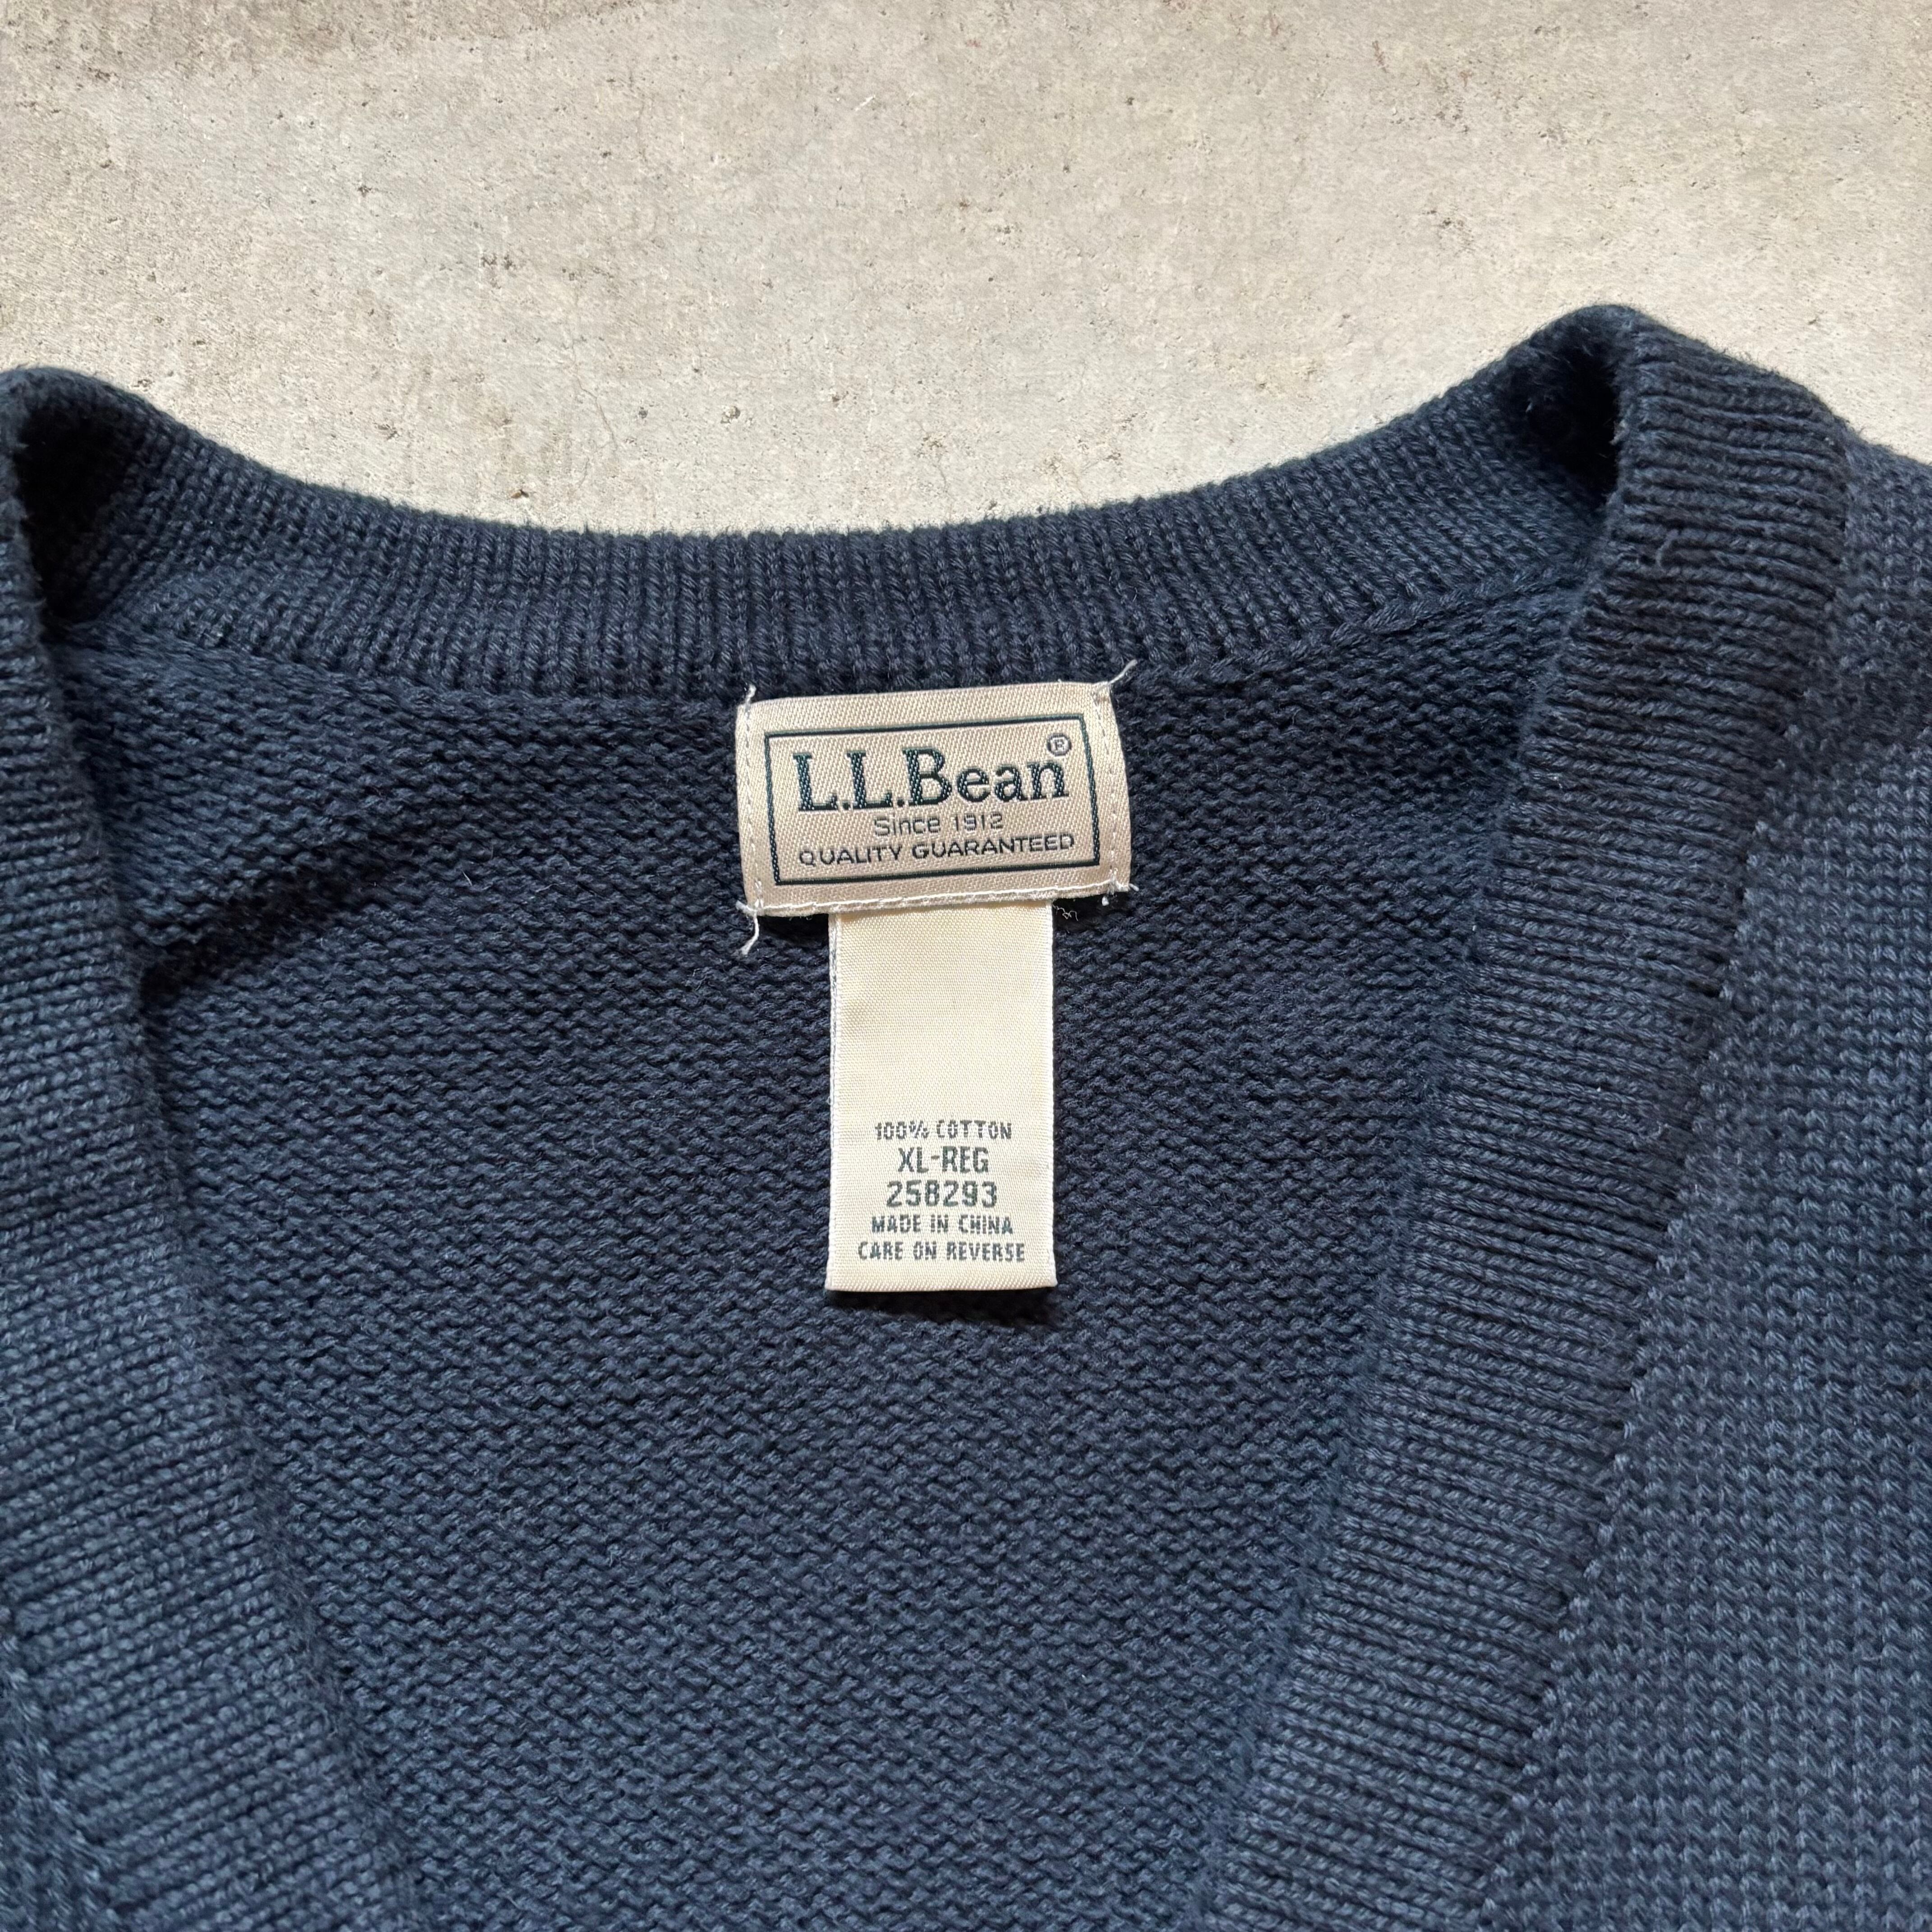 L.L.Bean®
Since 1912
QUALITY GUARANTEED
100% COTTON
XL-REG
258293
MADE IN CHINA
CARE ON REVERSE